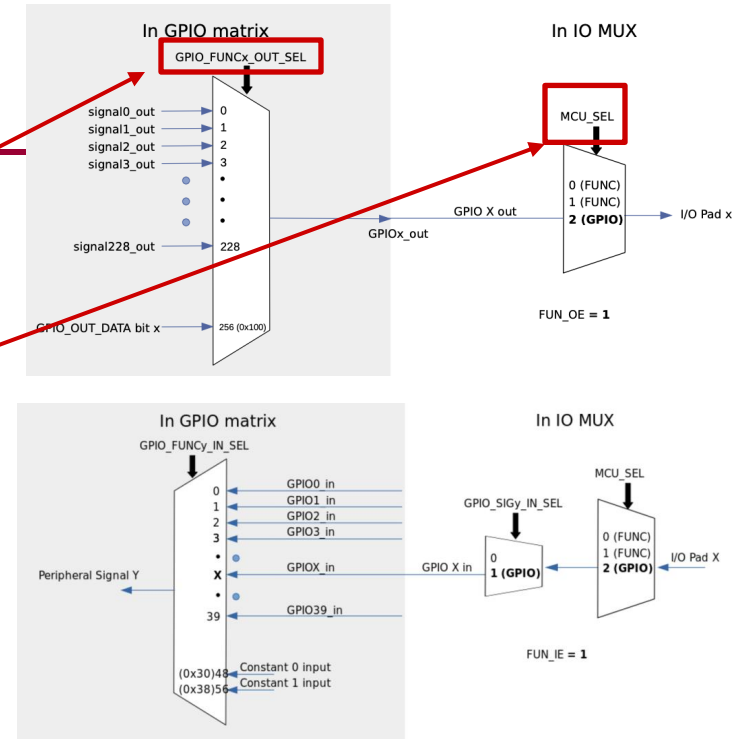 In GPIO matrix
In IO MUX
GPIO_FUNCx_OUT_SEL
MCU_SEL
signal0_out
0
signal1_out
1
signal2_out
2
signal3_out
3
0 (FUNC)
1 (FUNC)
2 (GPIO)
GPIO X out
I/O Pad x
GPIOx_out
signal228_out
228
FUN_OE = 1
GPIO_OUT_DATA bit x
256 (0x100)
In GPIO matrix
In IO MUX
GPIO_FUNCy_IN_SEL
MCU_SEL
GPIO_SIGy_IN_SEL
0
GPIO0_in
1
GPIO1_in
2
GPIO2_in
3
GPIO3_in
0 (FUNC)
1 (FUNC)
2 (GPIO)
I/O Pad X
0
1 (GPIO)
Peripheral Signal Y
X
GPIOX_in
GPIO X in
39
GPIO39_in
FUN_IE = 1
(0x30)48
Constant 0 input
(0x38)56
Constant 1 input